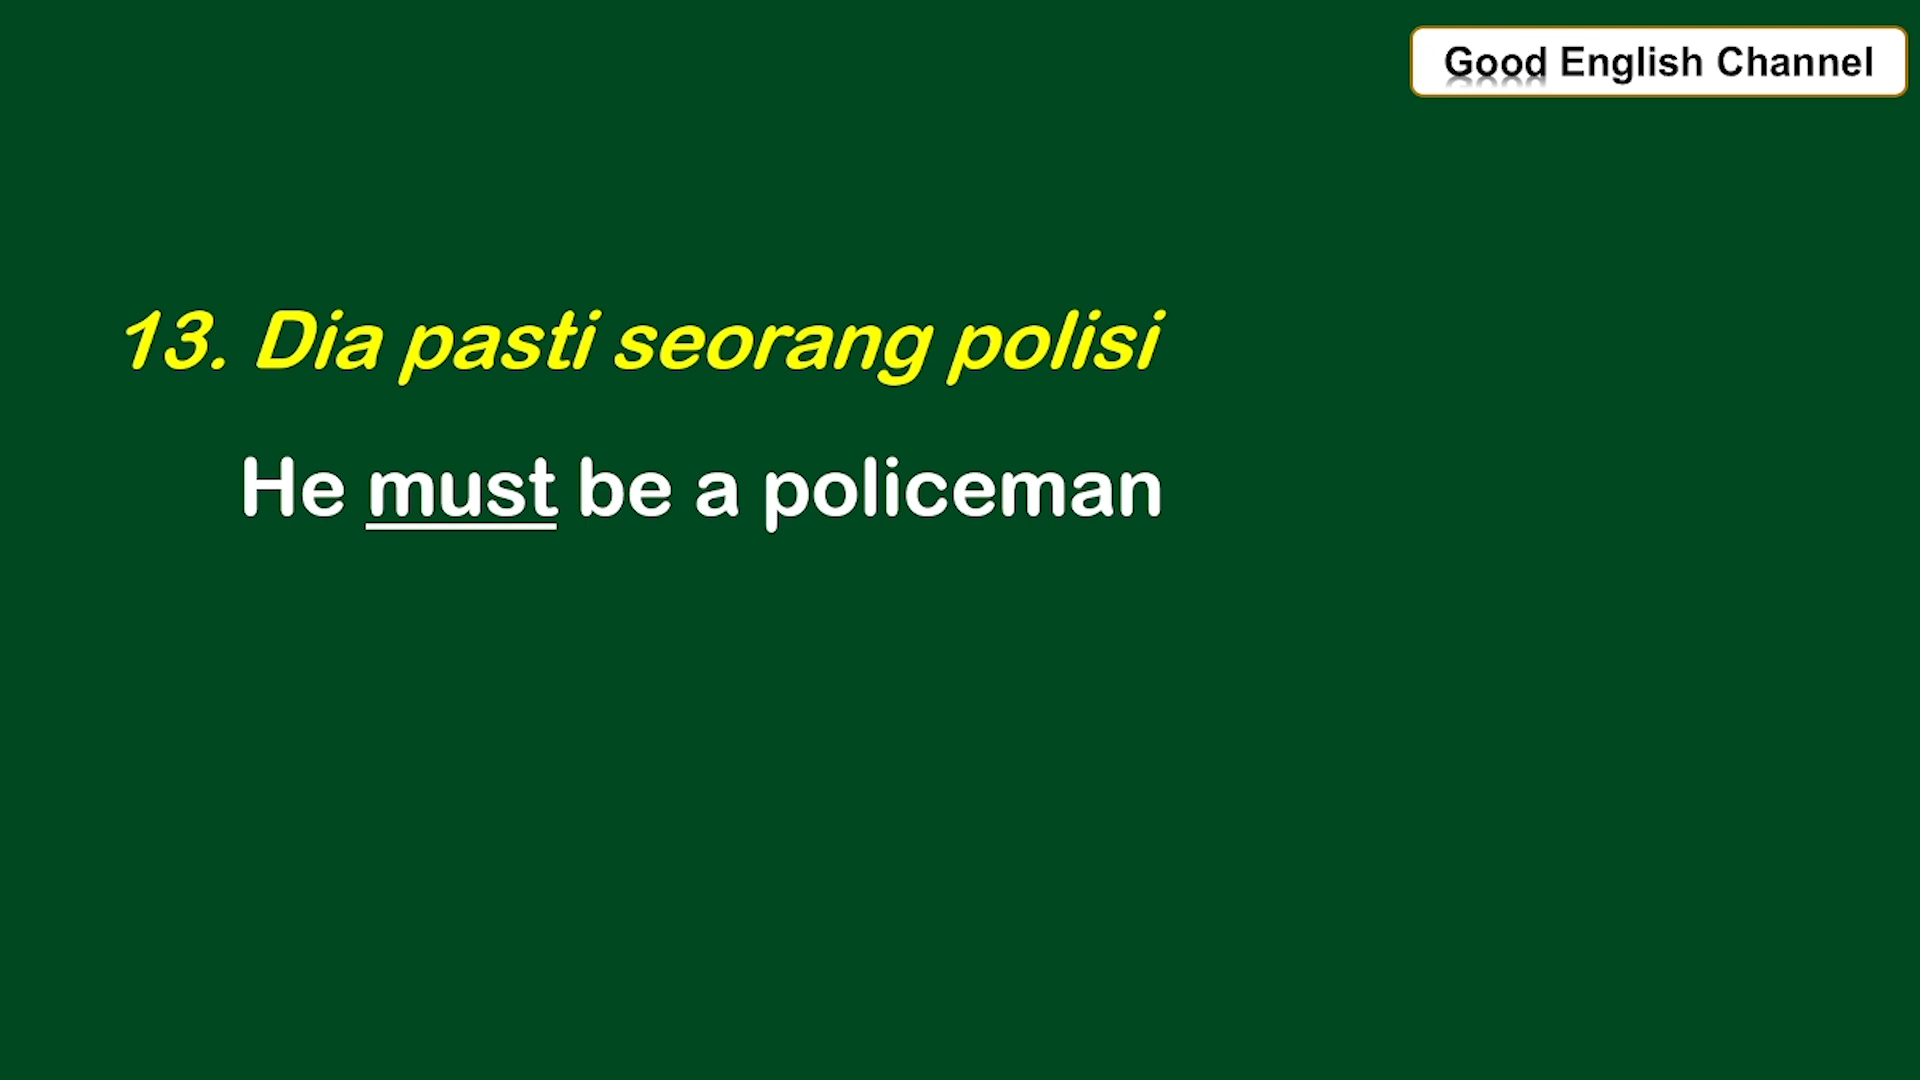 Good English Channel
13. Dia pasti seorang polisi
He must be a policeman